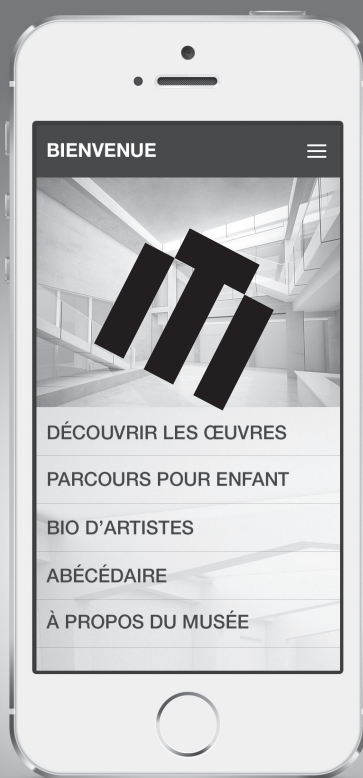 BIENVENUE
DÉCOUVRIR LES ŒUVRES
PARCOURS POUR ENFANT
BIO D’ARTISTES
ABÉCÉDAIRE
À PROPOS DU MUSÉE